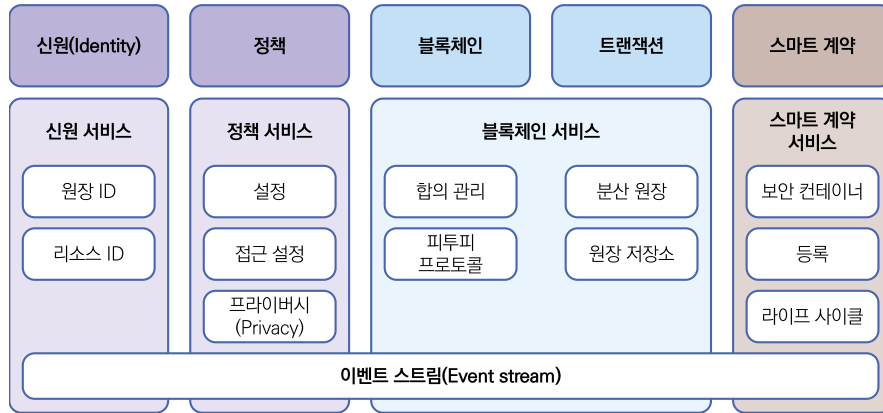 신원(Identity)
정책
블록체인
트랜잭션
스마트 계약
신원 서비스
원장 ID
리소스 ID
정책 서비스
설정
접근 설정
프라이버시
(Privacy)
블록체인 서비스
합의 관리
분산 원장
피투피
프로토콜
원장 저장소
스마트 계약
서비스
보안 컨테이너
등록
라이프 사이클
이벤트 스트림(Event stream)